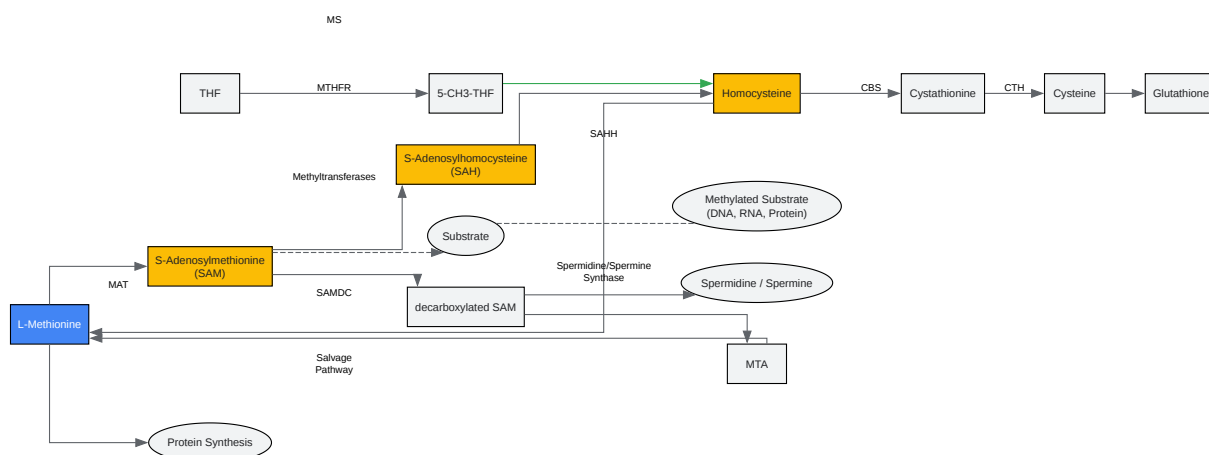 MS
THF
MTHFR
5-CH3-THF
Homocysteine
CBS
Cystathionine
CTH
Cysteine
Glutathione
SAHH
S-Adenosylhomocysteine
(SAH)
Methyltransferases
Methylated Substrate
(DNA, RNA, Protein)
Substrate
S-Adenosylmethionine
(SAM)
MAT
SAMDC
Spermidine/Spermine
Synthase
Spermidine / Spermine
decarboxylated SAM
L-Methionine
Salvage
Pathway
MTA
Protein Synthesis